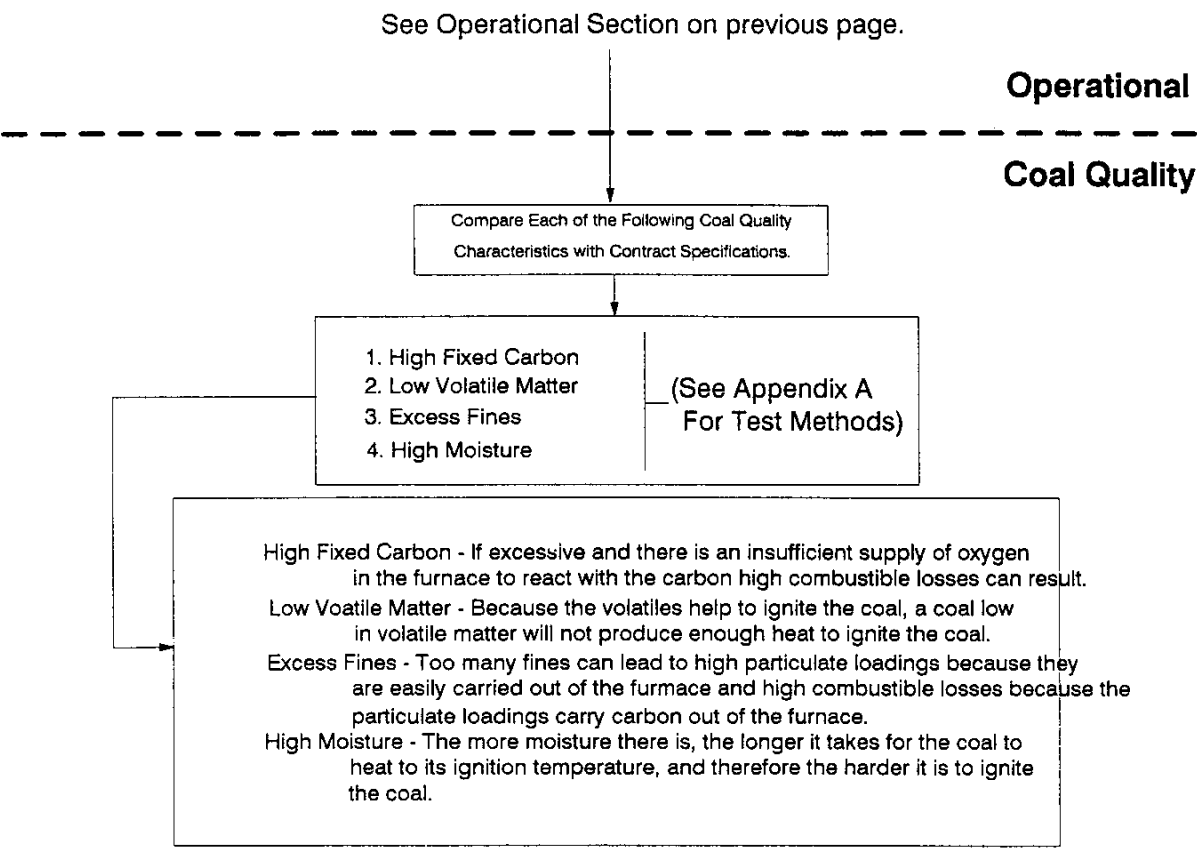 See Operational Section on previous page.
Operational
Coal Quality
Compare Each of the Following Coal Quality
Characteristics with Contract Specifications.
1. High Fixed Carbon
2. Low Volatile Matter
3. Excess Fines
4. High Moisture
(See Appendix A
For Test Methods)
High Fixed Carbon - If excessive and there is an insufficient supply of oxygen
in the furnace to react with the carbon high combustible losses can result.
Low Voatile Matter - Because the volatiles help to ignite the coal, a coal low
in volatile matter will not produce enough heat to ignite the coal.
Excess Fines - Too many fines can lead to high particulate loadings because they
are easily carried out of the furmace and high combustible losses because the
particulate loadings carry carbon out of the furnace.
High Moisture - The more moisture there is, the longer it takes for the coal to
heat to its ignition temperature, and therefore the harder it is to ignite
the coal.